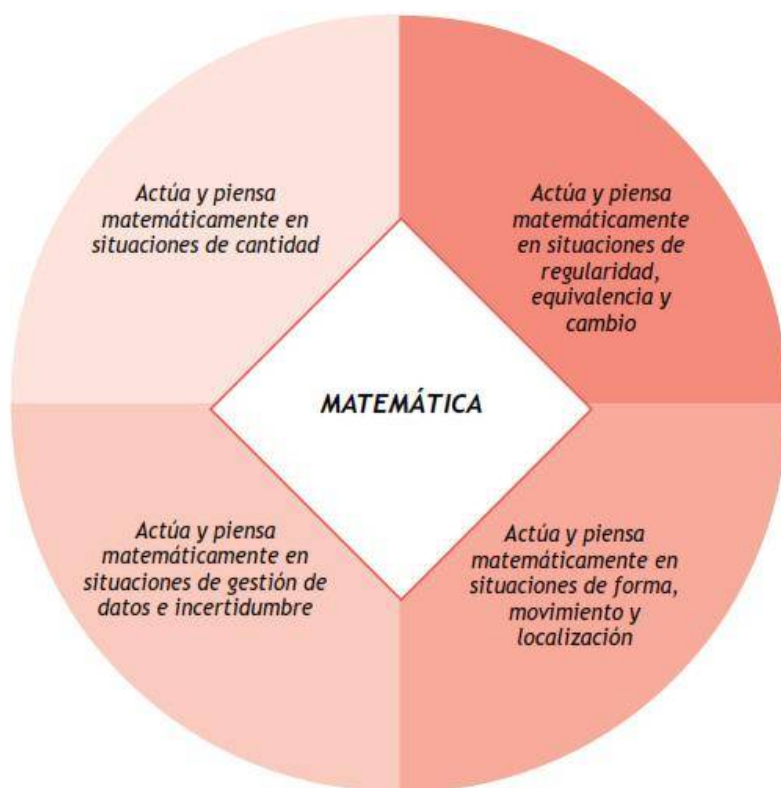 Actúa y piensa
matemáticamente en
situaciones de cantidad
Actúa y piensa
matemáticamente
en situaciones de
regularidad,
equivalencia y
cambio
MATEMÁTICA
Actúa y piensa
matemáticamente en
situaciones de gestión de
datos e incertidumbre
Actúa y piensa
matemáticamente en
situaciones de forma,
movimiento y
localización